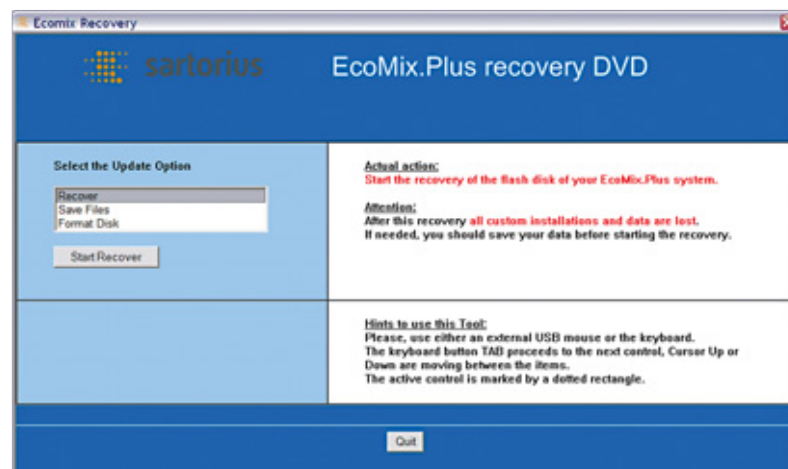 Ecomix Recovery
sartorius
EcoMix.Plus recovery DVD
Select the Update Option
Recover
Save Files
Format Disk
Start Recover
Actual action:
Start the recovery of the flash disk of your EcoMix.Plus system.
Attention:
After this recovery all custom installations and data are lost.
If needed, you should save your data before starting the recovery.
Hints to use this Tool:
Please, use either an external USB mouse or the keyboard.
The keyboard button TAB proceeds to the next control, Cursor Up or
Down are moving between the items.
The active control is marked by a dotted rectangle.
Quit